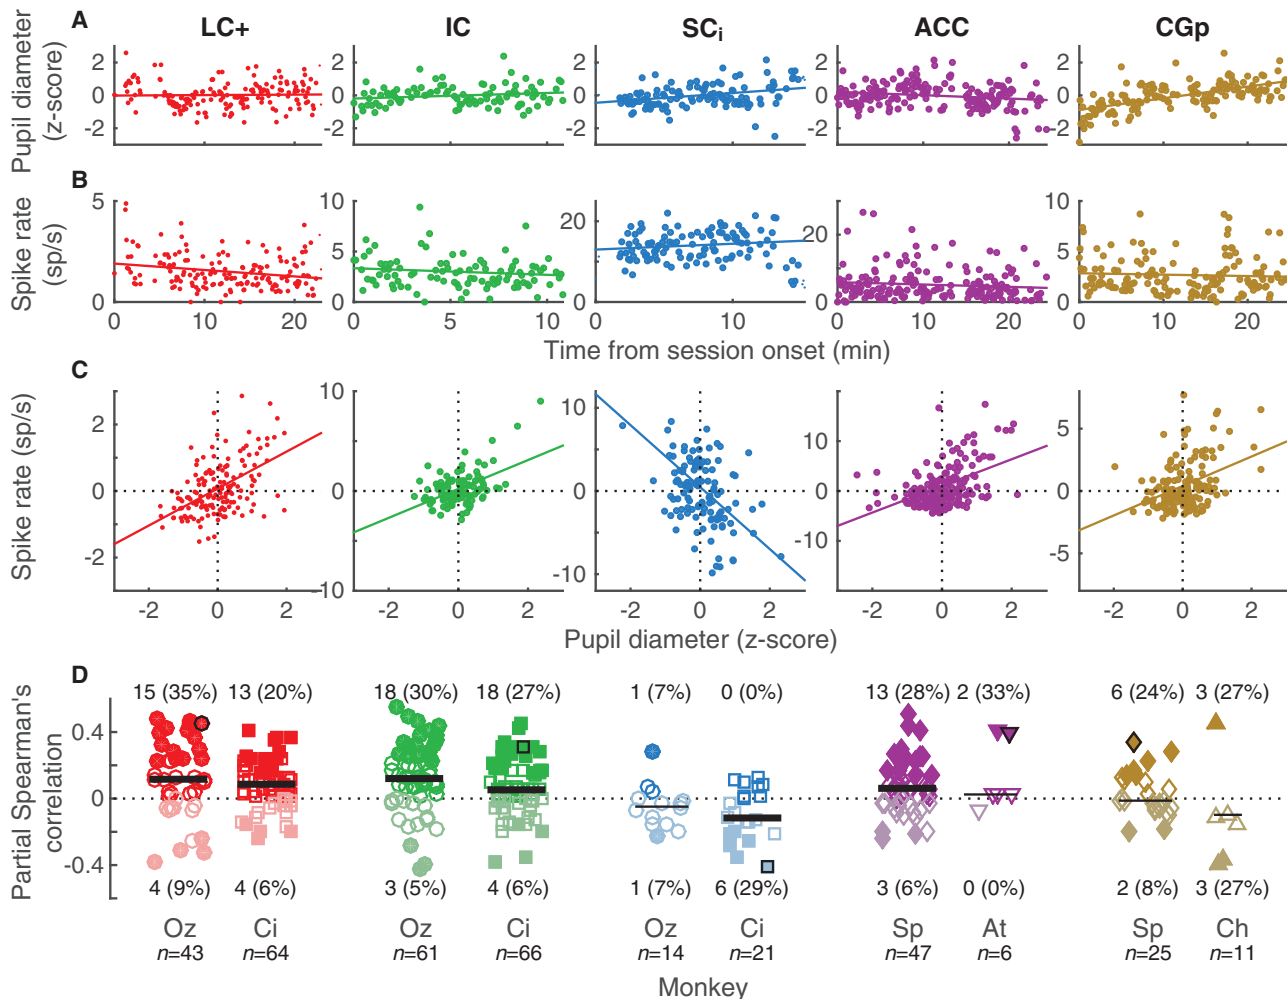 A
LC+ IC SCi ACC CGp
Pupil diameter
(z-score)
2 2 2 2 2
0 0 0 0 0
-2 -2 -2 -2 -2
B
Spike rate
(sp/s)
5 10 20 20 10
5 5
0 0 0 0 0
0 10 20 0 5 10 0 10 0 10 20 0 10 20
Time from session onset (min)
C
Spike rate (sp/s)
2 10 10 10 5
0 0 0 0 0
-2 -10 -10 -10 -5
-2 0 2 -2 0 2 -2 0 2 -2 0 2 -2 0 2
Pupil diameter (z-score)
D
Partial Spearman's
correlation
15 (35%) 13 (20%) 18 (30%) 18 (27%) 1 (7%) 0 (0%) 13 (28%) 2 (33%) 6 (24%) 3 (27%)
0.4
0
-0.4
4 (9%) 4 (6%) 3 (5%) 4 (6%) 1 (7%) 6 (29%) 3 (6%) 0 (0%) 2 (8%) 3 (27%)
Oz Ci Oz Ci Oz Ci Sp At Sp Ch
n=43 n=64 n=61 n=66 n=14 n=21 n=47 n=6 n=25 n=11
Monkey